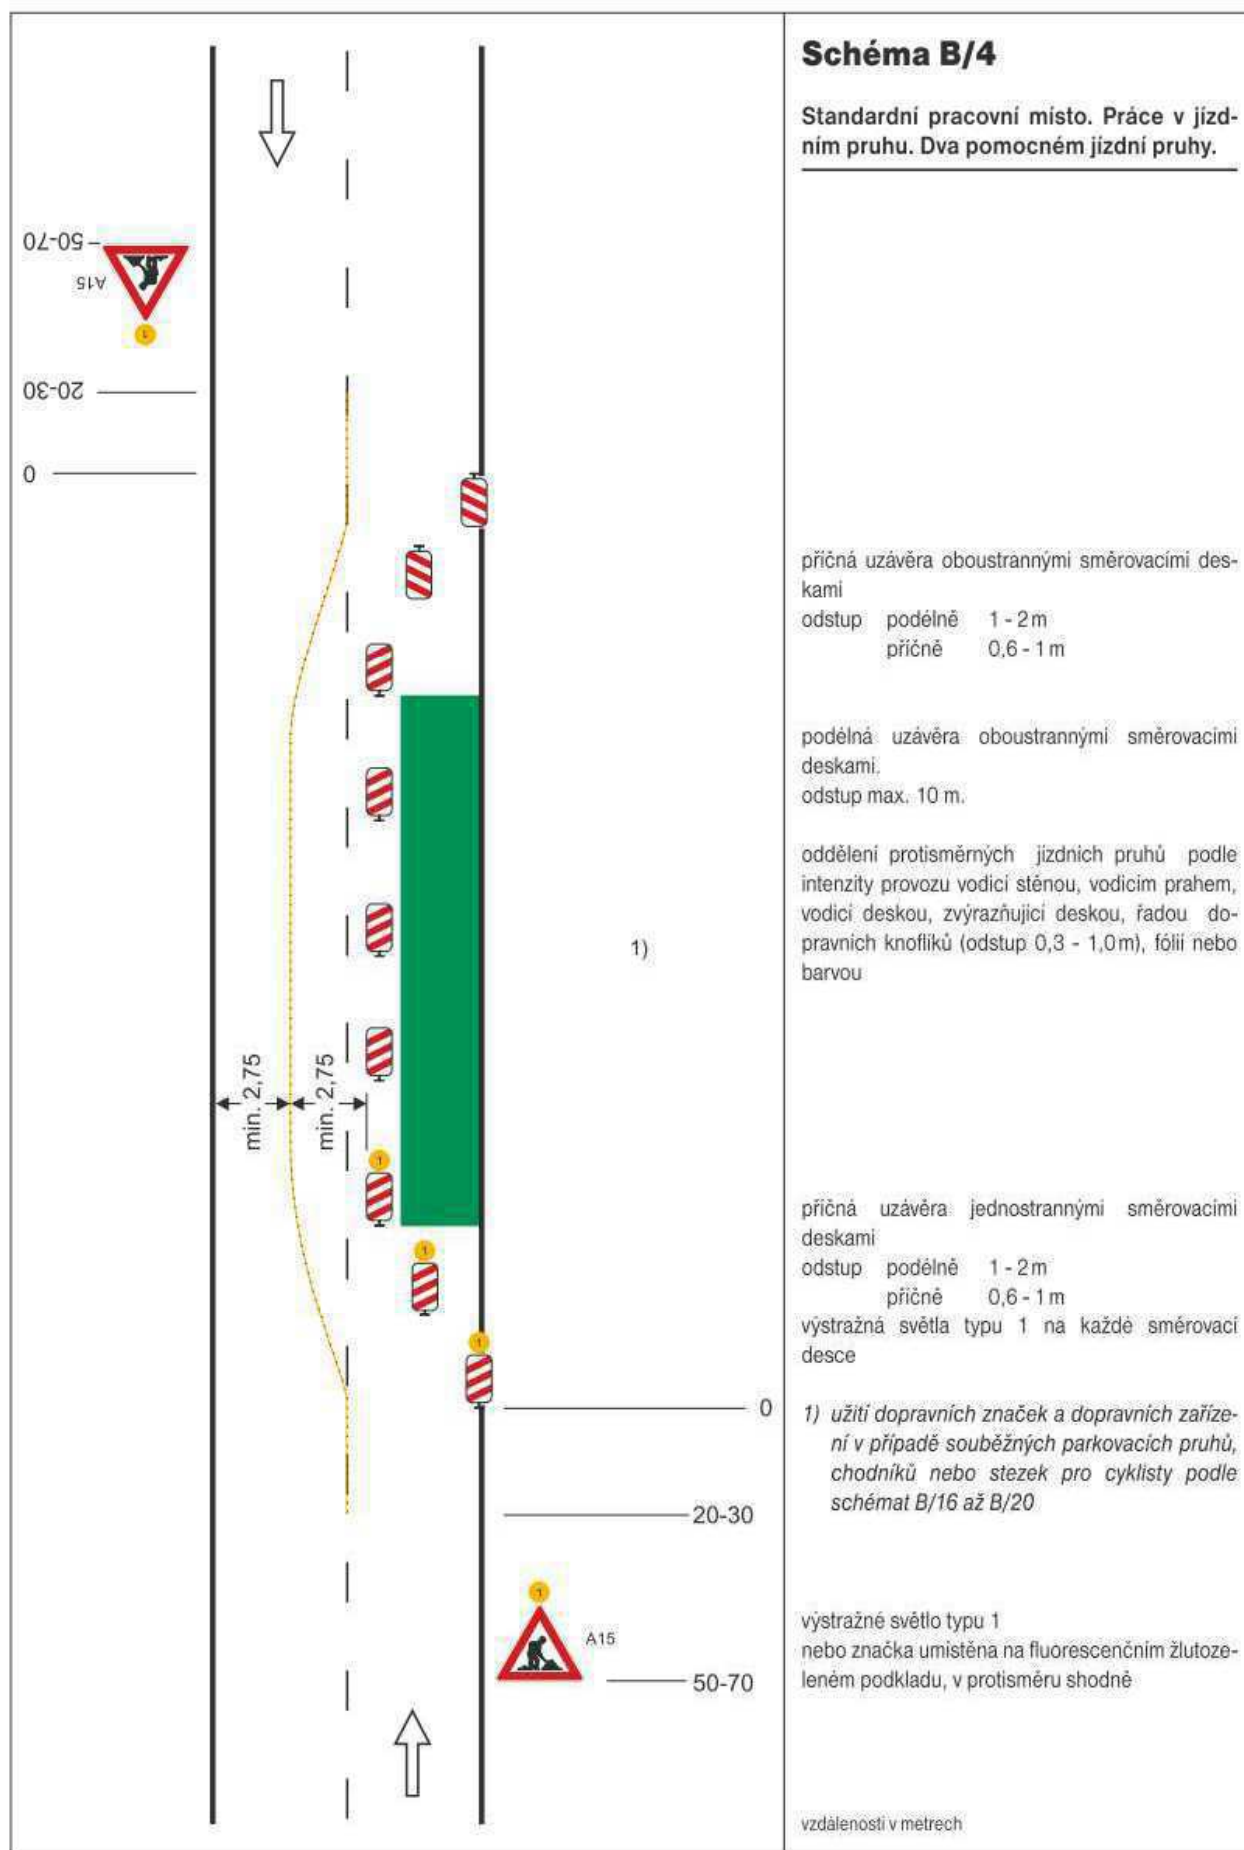 Schéma B/4
Standardní pracovní místo. Práce v jízd-
ním pruhu. Dva pomocném jízdní pruhy.
50-70
A15
1
20-30
0
příčná uzávěra oboustrannými směrovacími des-
kami
odstup podélně 1 - 2 m
příčně 0,6 - 1 m
podélná uzávěra oboustrannými směrovacími
deskami.
odstup max. 10 m.
oddělení protisměrných jízdních pruhů podle
intenzity provozu vodicí stěnou, vodicím prahem,
vodicí deskou, zvýrazňující deskou, řadou do-
pravních knoflíků (odstup 0,3 - 1,0 m), fólií nebo
barvou
1)
min. 2,75
min. 2,75
1
1
1
příčná uzávěra jednostrannými směrovacími
deskami
odstup podélně 1 - 2 m
příčně 0,6 - 1 m
výstražná světla typu 1 na každé směrovací
desce
0
1) užití dopravních značek a dopravních zaříze-
ní v případě souběžných parkovacích pruhů,
chodníků nebo stezek pro cyklisty podle
schémat B/16 až B/20
20-30
1
A15
50-70
výstražné světlo typu 1
nebo značka umístěna na fluorescenčním žlutoze-
leném podkladu, v protisměru shodně
vzdálenosti v metrech